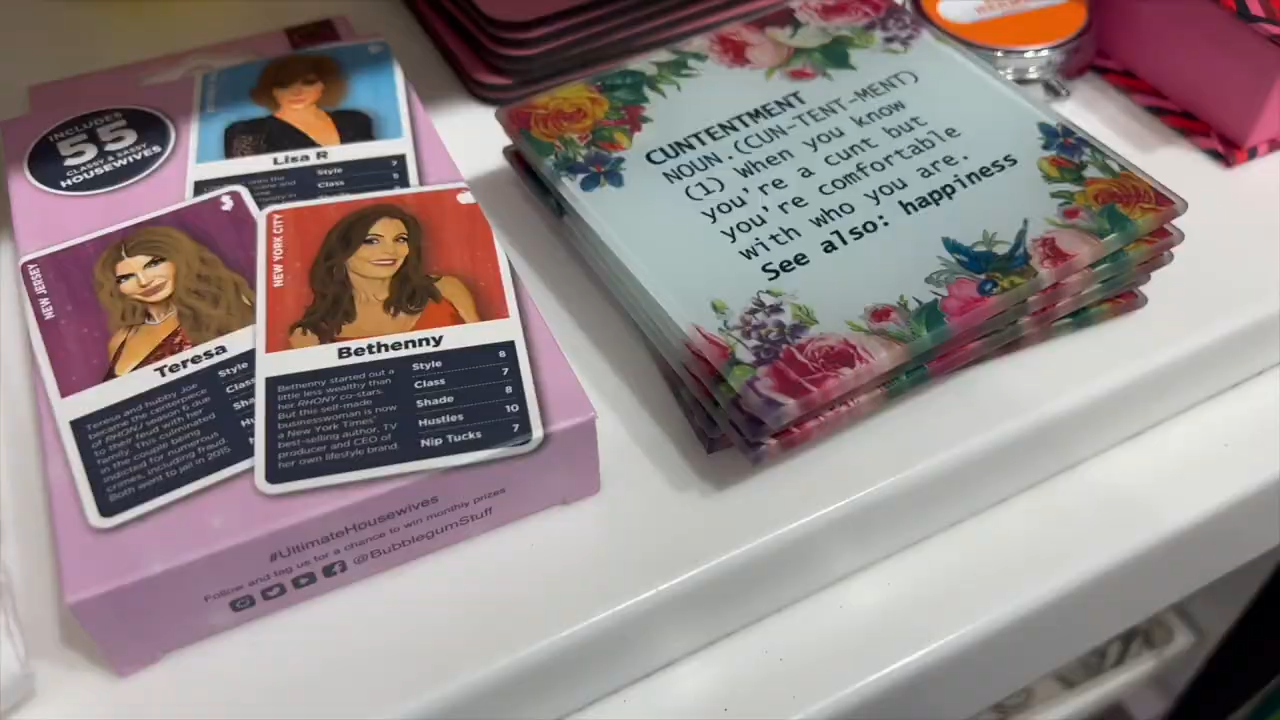 INCLUDES
55
CLASSY & SASSY
HOUSEWIVES
Lisa R
Style 7
Class 5
NEW JERSEY
Teresa
Teresa and hubby Joe
became the centerpiece
of RHONJ season 6 due
to their feud with her
family. This culminated
in the couple being
indicted for numerous
crimes, including fraud.
Both went to jail in 2015
Style
Class
NEW YORK CITY
Bethenny
Bethenny started out a
little less wealthy than
her RHONY co-stars.
But this self-made
businesswoman is now
a New York Times'
best-selling author, TV
producer and CEO of
her own lifestyle brand.
Style 8
Class 7
Shade 8
Hustles 10
Nip Tucks 7
#UltimateHousewives
Follow and tag us for a chance to win monthly prizes
@BubblegumStuff
CUNTENTMENT
NOUN.(CUN-TENT-MENT)
(1) When you know
you're a cunt but
you're comfortable
with who you are.
See also: happiness